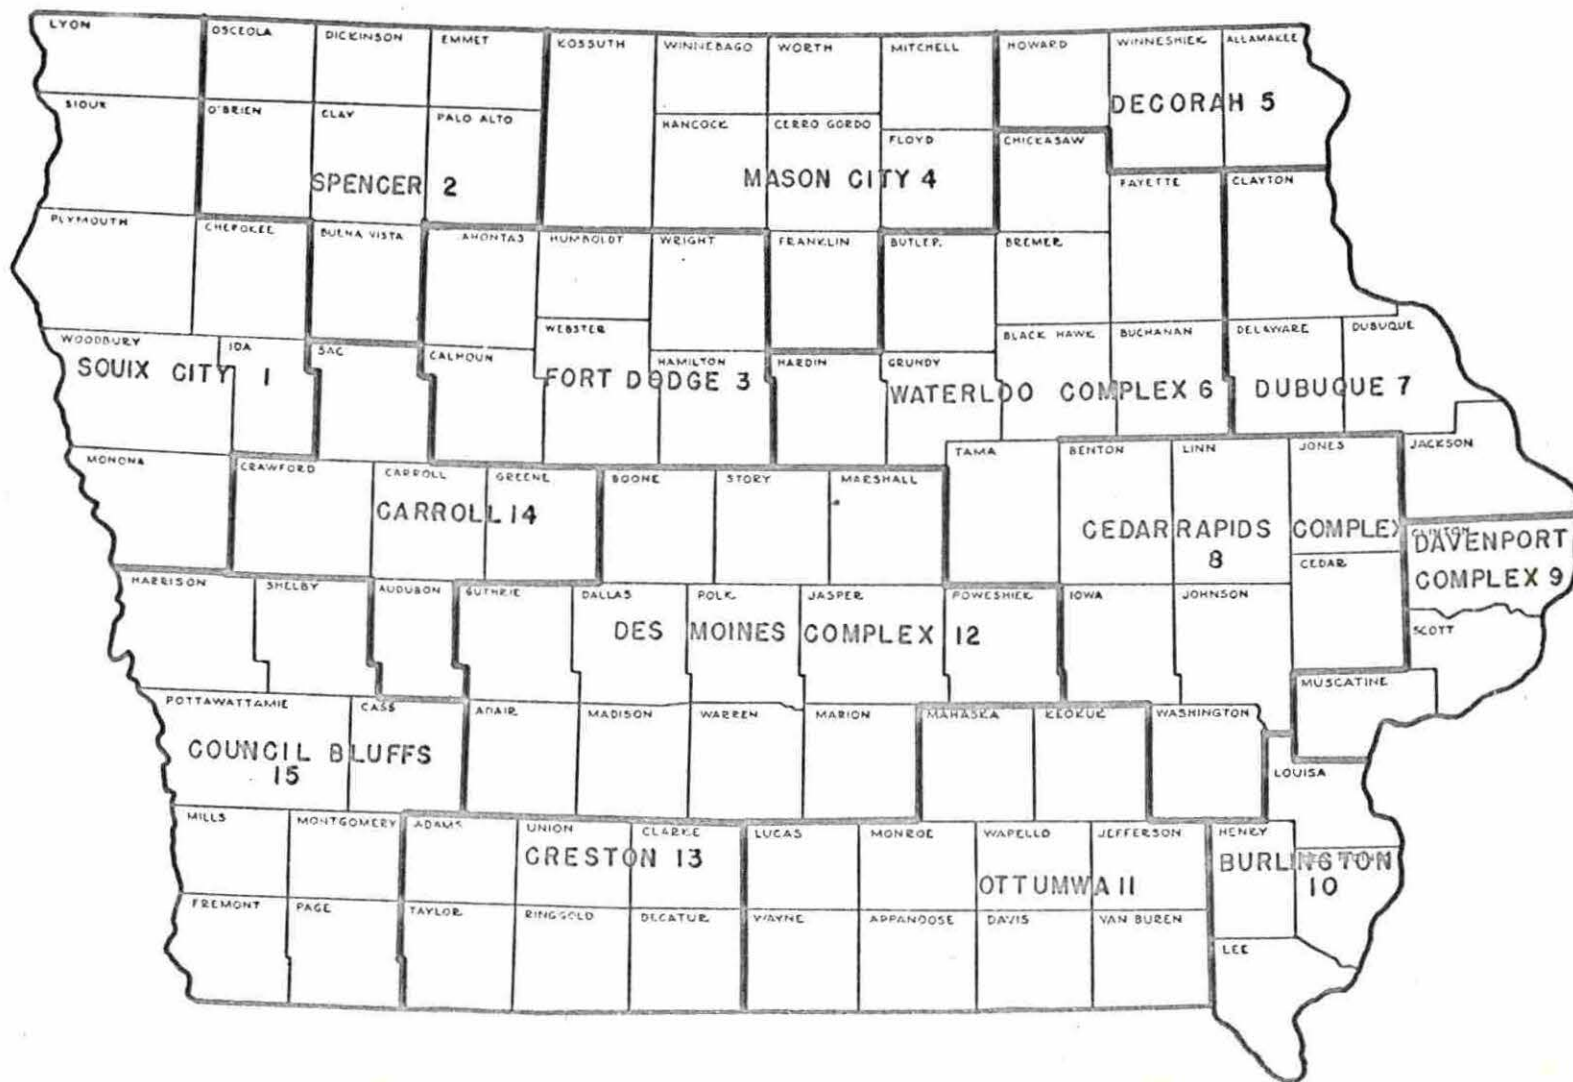 LYON OSCEOLA DICKINSON EMMET KOSSUTH WINNEBAGO WORTH MITCHELL HOWARD WINNESHIEK ALLAMAKEE
DECORAH 5
SIOUX O'BRIEN CLAY PALO ALTO HANCOCK CERRO GORDO FLOYD CHICKASAW
SPENCER 2 MASON CITY 4
FAYETTE CLAYTON
PLYMOUTH CHEROKEE BUENA VISTA AHONTAS HUMBOLDT WRIGHT FRANKLIN BUTLER BREMER
WEBSTER BLACK HAWK BUCHANAN DELAWARE DUBUQUE
WOODBURY IDA SAC CALHOUN HAMILTON HARDIN GRUNDY
SOUIX CITY 1 FORT DODGE 3 WATERLOO COMPLEX 6 DUBUQUE 7
MONONA CRAWFORD CARROLL GREENE BOONE STORY MARSHALL TAMA BENTON LINN JONES JACKSON
CARROLL 14 CEDAR RAPIDS COMPLEX
8
CLINTON
DAVENPORT
COMPLEX 9
CEDAR
HARRISON SHELBY AUDUBON GUTHRIE DALLAS POLK JASPER POWESHIEK IOWA JOHNSON
DES MOINES COMPLEX 12
SCOTT
MUSCATINE
POTTAWATTAMIE CASS ADAIR MADISON WARREN MARION MAHASKA KEOKUK WASHINGTON
COUNCIL BLUFFS
15
LOUISA
MILLS MONTGOMERY ADAMS UNION CLARKE LUCAS MONROE WAPELLO JEFFERSON HENRY
CRESTON 13 OTTUMWA 11
BURLINGTON
10
FREMONT PAGE TAYLOR RINGGOLD DECATUR WAYNE APPANOOSE DAVIS VAN BUREN
LEE